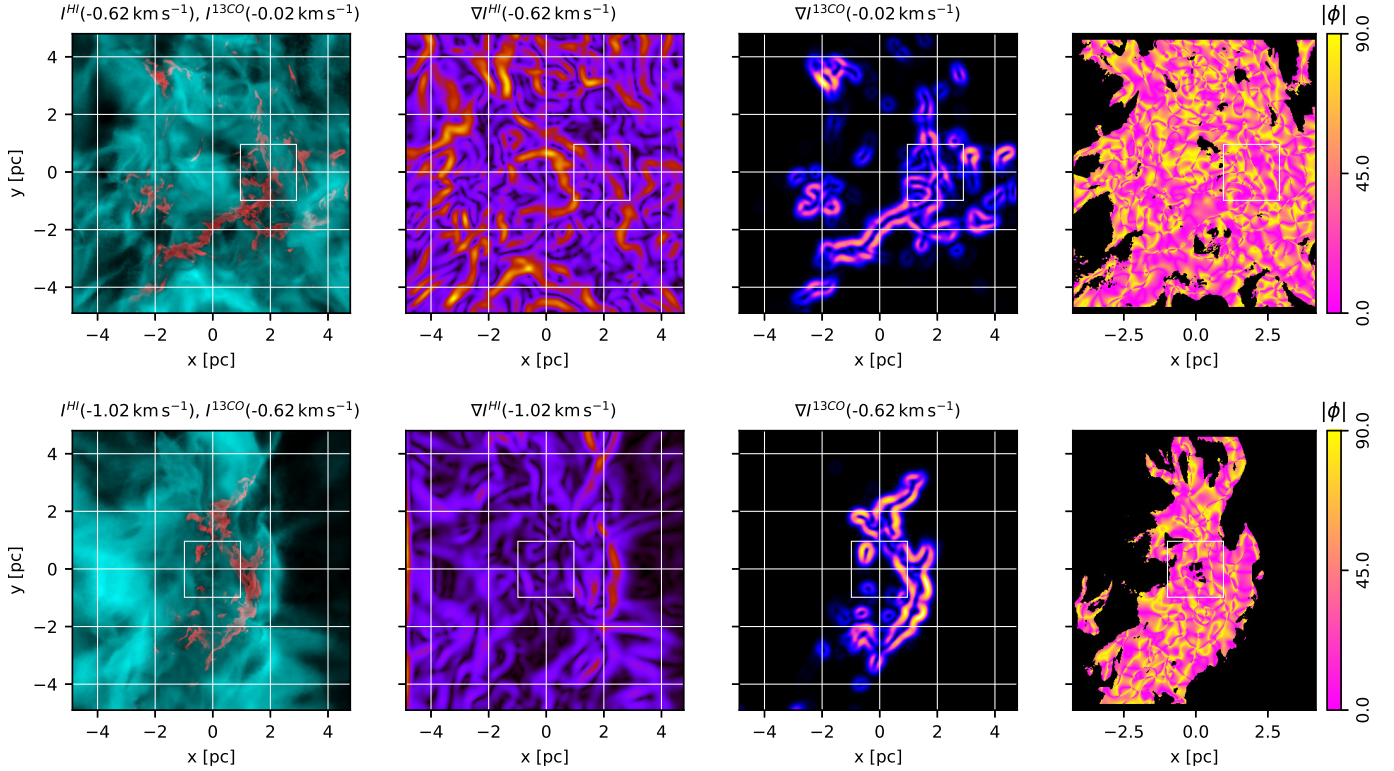 I^{HI}(-0.62 km s⁻¹), I^{13CO}(-0.02 km s⁻¹)
∇I^{HI}(-0.62 km s⁻¹)
∇I^{13CO}(-0.02 km s⁻¹)
|ϕ|
y [pc]
4
2
0
−2
−4
−4 −2 0 2 4
x [pc]
−4 −2 0 2 4
x [pc]
−4 −2 0 2 4
x [pc]
−2.5 0.0 2.5
x [pc]
90.0
45.0
0.0
I^{HI}(-1.02 km s⁻¹), I^{13CO}(-0.62 km s⁻¹)
∇I^{HI}(-1.02 km s⁻¹)
∇I^{13CO}(-0.62 km s⁻¹)
|ϕ|
y [pc]
4
2
0
−2
−4
−4 −2 0 2 4
x [pc]
−4 −2 0 2 4
x [pc]
−4 −2 0 2 4
x [pc]
−2.5 0.0 2.5
x [pc]
90.0
45.0
0.0